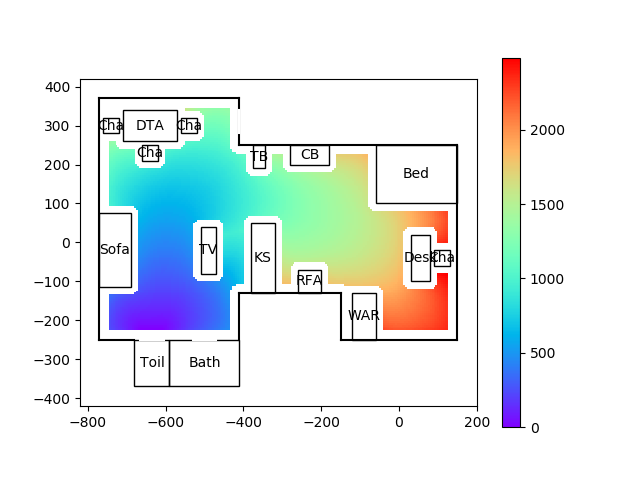 400
300
200
100
0
−100
−200
−300
−400
−800
−600
−400
−200
0
200
Cha
DTA
Cha
Cha
TB
CB
Bed
Sofa
TV
KS
Desk
Cha
RFA
WAR
Toil
Bath
2000
1500
1000
500
0